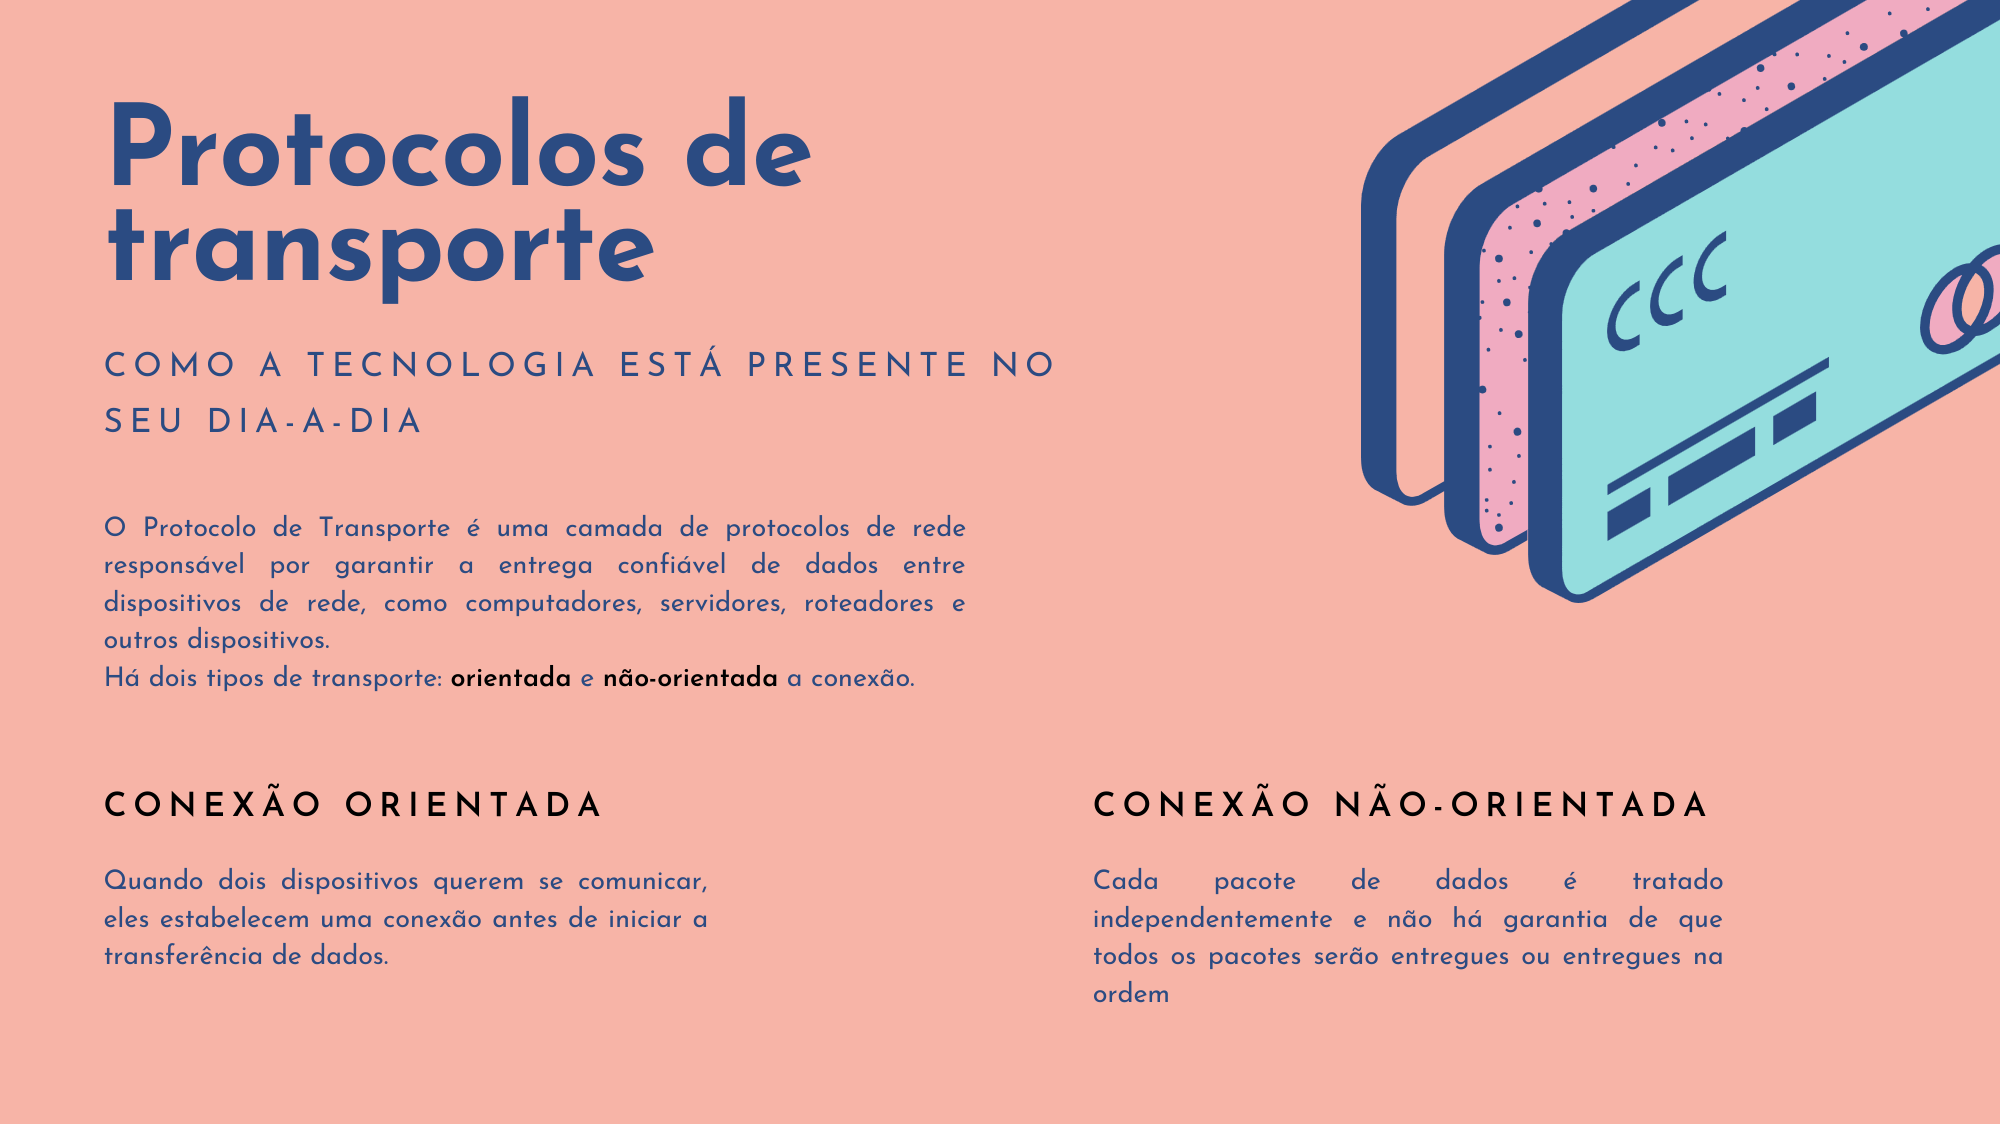 Protocolos de
transporte
COMO A TECNOLOGIA ESTÁ PRESENTE NO
SEU DIA-A-DIA
O Protocolo de Transporte é uma camada de protocolos de rede
responsável por garantir a entrega confiável de dados entre
dispositivos de rede, como computadores, servidores, roteadores e
outros dispositivos.
Há dois tipos de transporte: orientada e não-orientada a conexão.
CONEXÃO ORIENTADA
Quando dois dispositivos querem se comunicar,
eles estabelecem uma conexão antes de iniciar a
transferência de dados.
CONEXÃO NÃO-ORIENTADA
Cada pacote de dados é tratado
independentemente e não há garantia de que
todos os pacotes serão entregues ou entregues na
ordem